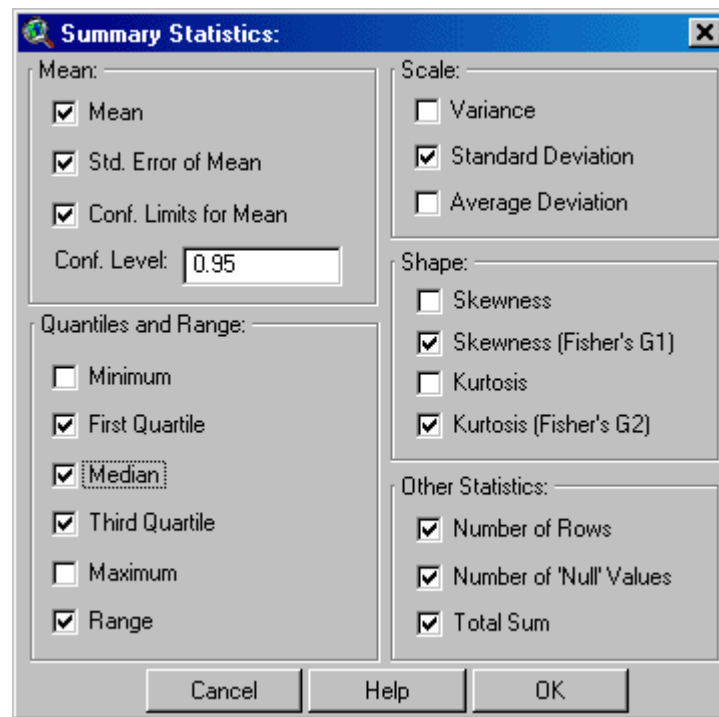 Summary Statistics:
Mean:
Mean
Std. Error of Mean
Conf. Limits for Mean
Conf. Level: 0.95
Quantiles and Range:
Minimum
First Quartile
Median
Third Quartile
Maximum
Range
Scale:
Variance
Standard Deviation
Average Deviation
Shape:
Skewness
Skewness (Fisher's G1)
Kurtosis
Kurtosis (Fisher's G2)
Other Statistics:
Number of Rows
Number of 'Null' Values
Total Sum
Cancel
Help
OK